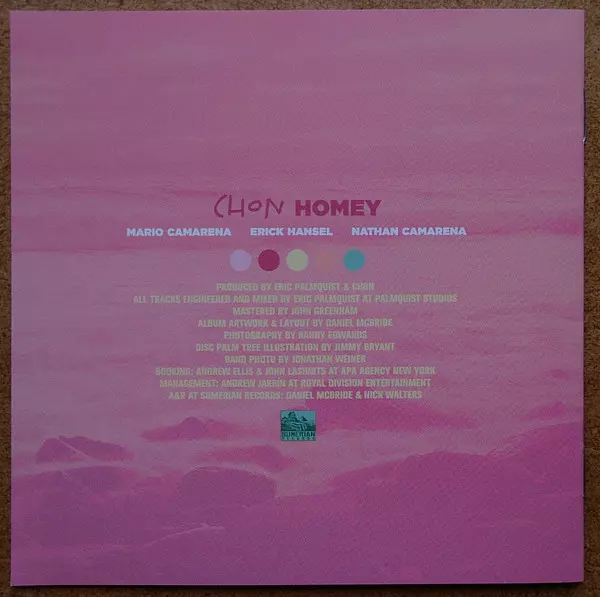 CHON HOMEY
MARIO CAMARENA ERICK HANSEL NATHAN CAMARENA
PRODUCED BY ERIC PALMQUIST & CHON
ALL TRACKS ENGINEERED AND MIXED BY ERIC PALMQUIST AT PALMQUIST STUDIOS
MASTERED BY JOHN GREENHAM
ALBUM ARTWORK & LAYOUT BY DANIEL MCBRIDE
PHOTOGRAPHY BY RANDY EDWARDS
DISC PALM TREE ILLUSTRATION BY JIMMY BRYANT
BAND PHOTO BY JONATHAN WEINER
BOOKING: ANDREW ELLIS & JOHN LASHNITS AT APA AGENCY NEW YORK
MANAGEMENT: ANDREW JARRIN AT ROYAL DIVISION ENTERTAINMENT
A&R AT SUMERIAN RECORDS: DANIEL MCBRIDE & NICK WALTERS
SUMERIAN
RECORDS